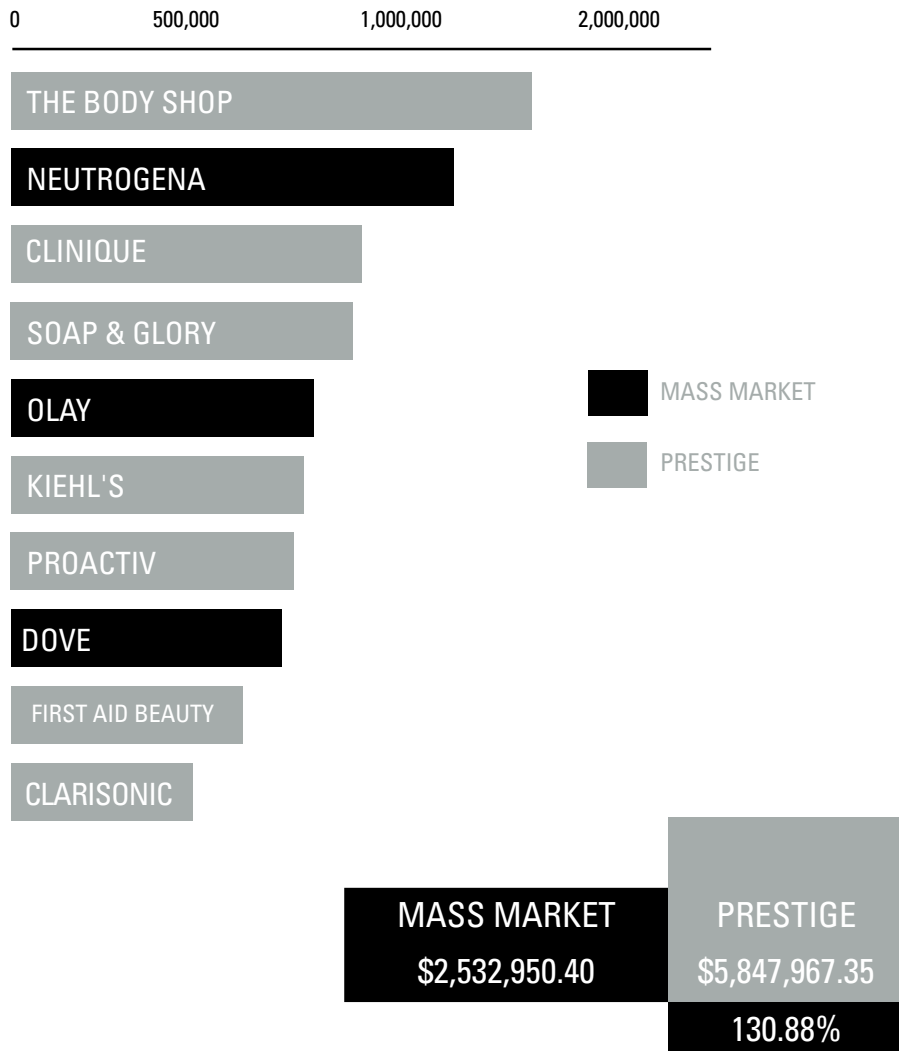 0 500,000 1,000,000 2,000,000
THE BODY SHOP
NEUTROGENA
CLINIQUE
SOAP & GLORY
OLAY
MASS MARKET
KIEHL'S
PRESTIGE
PROACTIV
DOVE
FIRST AID BEAUTY
CLARISONIC
MASS MARKET
$2,532,950.40
PRESTIGE
$5,847,967.35
130.88%